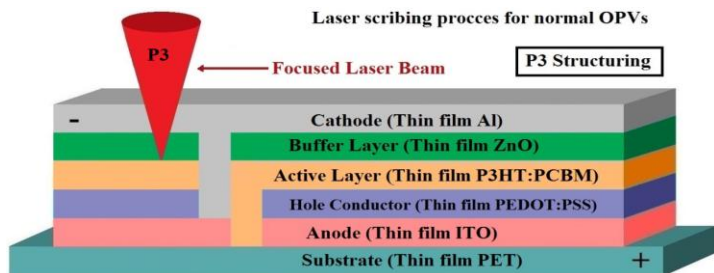 Laser scribing procces for normal OPVs
P3
Focused Laser Beam
P3 Structuring
-
Cathode (Thin film Al)
Buffer Layer (Thin film ZnO)
Active Layer (Thin film P3HT:PCBM)
Hole Conductor (Thin film PEDOT:PSS)
Anode (Thin film ITO)
Substrate (Thin film PET)
+